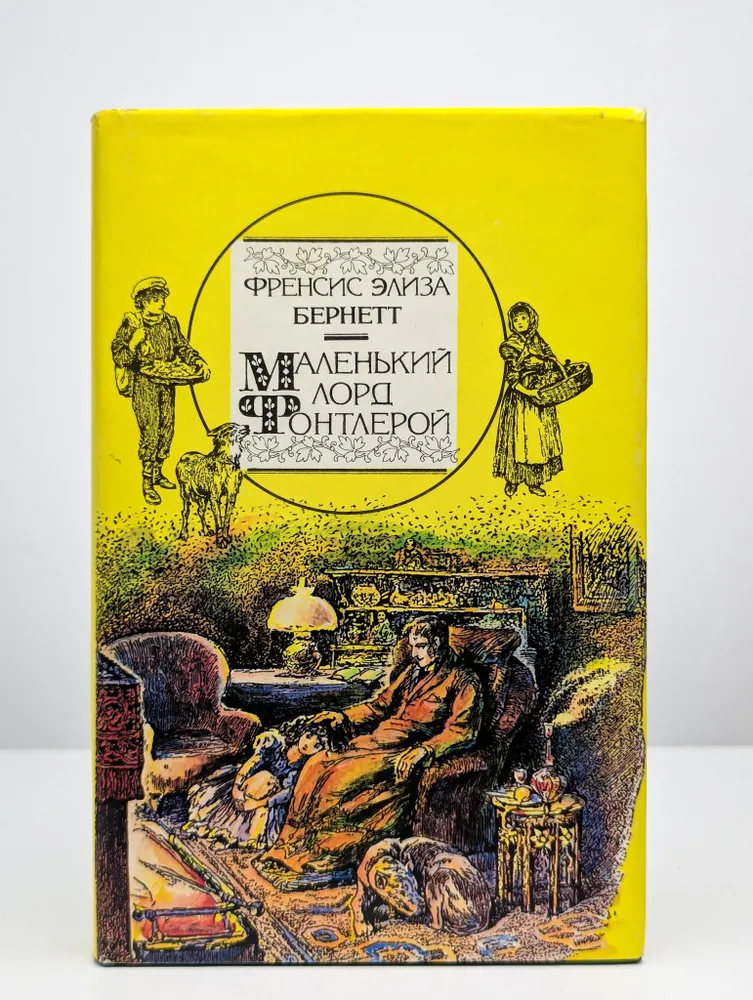 ФРЕНСИС ЭЛИЗА
БЕРНЕТТ
МАЛЕНЬКИЙ
ЛОРД
ФОНТЛЕРОЙ